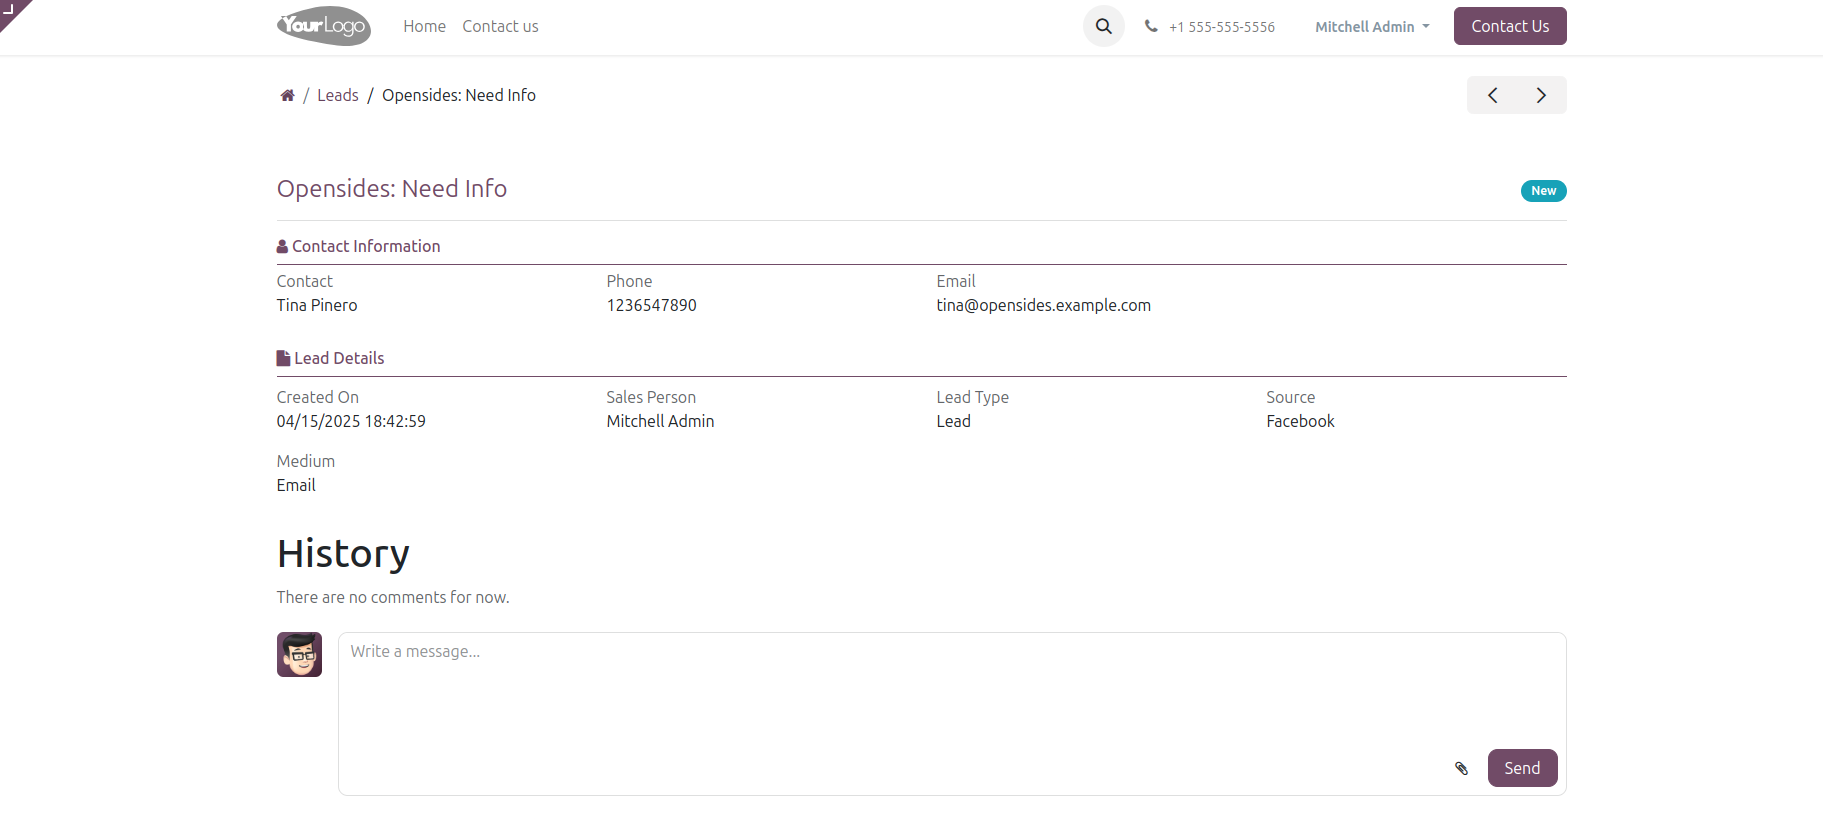 YourLogo Home Contact us +1 555-555-5556 Mitchell Admin Contact Us
/ Leads / Opensides: Need Info
Opensides: Need Info New
Contact Information
Contact Phone Email
Tina Pinero 1236547890 tina@opensides.example.com
Lead Details
Created On Sales Person Lead Type Source
04/15/2025 18:42:59 Mitchell Admin Lead Facebook
Medium
Email
History
There are no comments for now.
Write a message...
Send